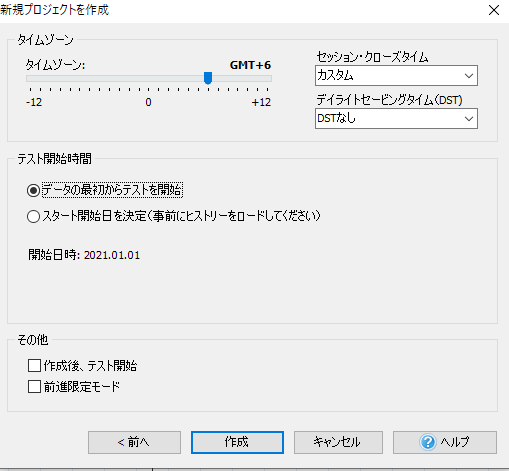 新規プロジェクトを作成
タイムゾーン
タイムゾーン:
GMT+6
-12
0
+12
セッション・クローズタイム
カスタム
デイライトセービングタイム(DST)
DSTなし
テスト開始時間
データの最初からテストを開始
スタート開始日を決定(事前にヒストリーをロードしてください)
開始日時: 2021.01.01
その他
作成後、テスト開始
前進限定モード
< 前へ
作成
キャンセル
ヘルプ